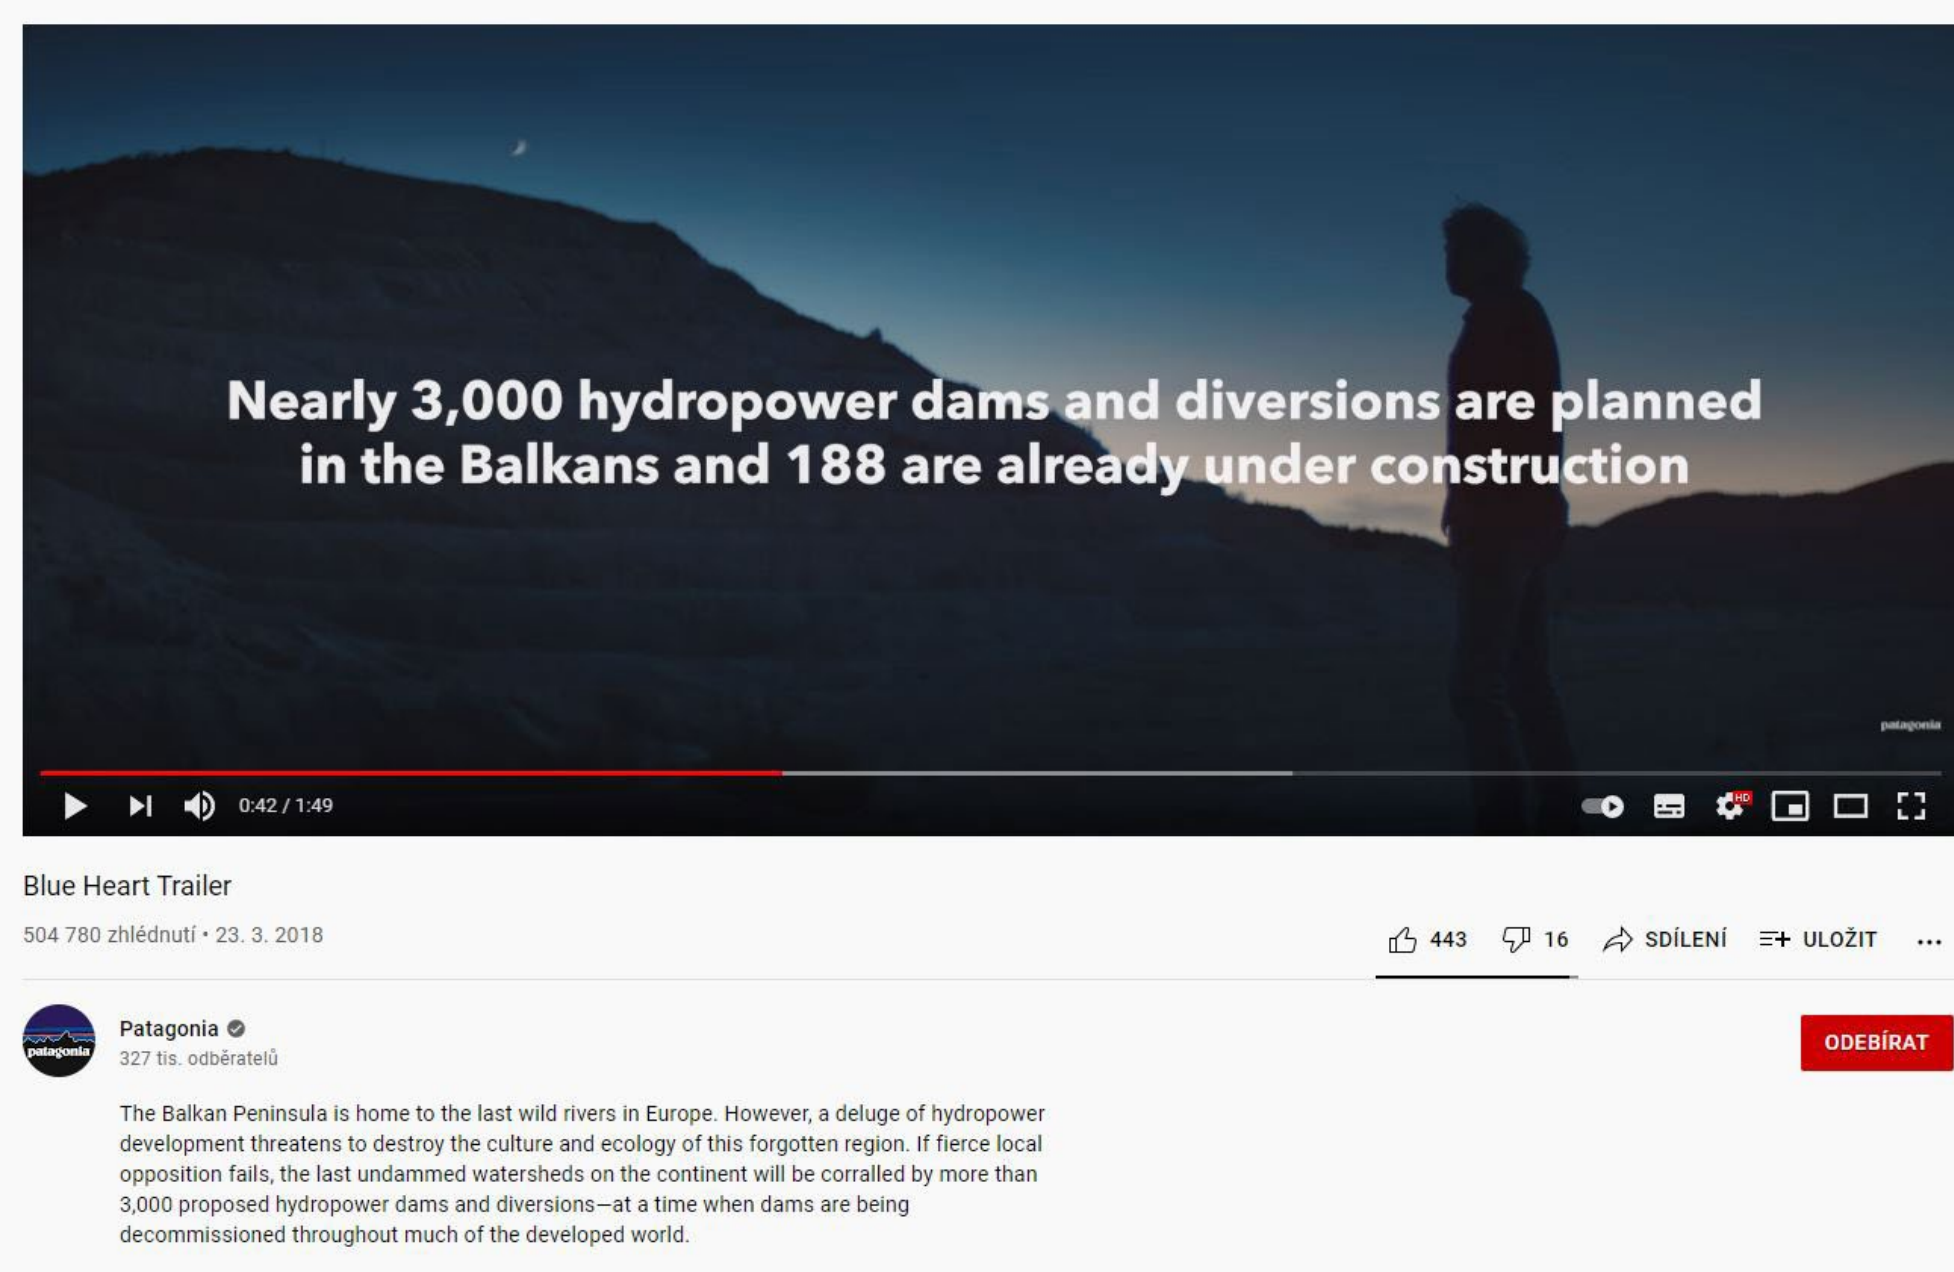 Nearly 3,000 hydropower dams and diversions are planned
in the Balkans and 188 are already under construction
patagonia
0:42 / 1:49
HD
Blue Heart Trailer
504 780 zhlédnutí • 23. 3. 2018
443 16 SDÍLENÍ ULOŽIT
patagonia
Patagonia
327 tis. odběratelů
ODEBÍRAT
The Balkan Peninsula is home to the last wild rivers in Europe. However, a deluge of hydropower
development threatens to destroy the culture and ecology of this forgotten region. If fierce local
opposition fails, the last undammed watersheds on the continent will be corralled by more than
3,000 proposed hydropower dams and diversions—at a time when dams are being
decommissioned throughout much of the developed world.